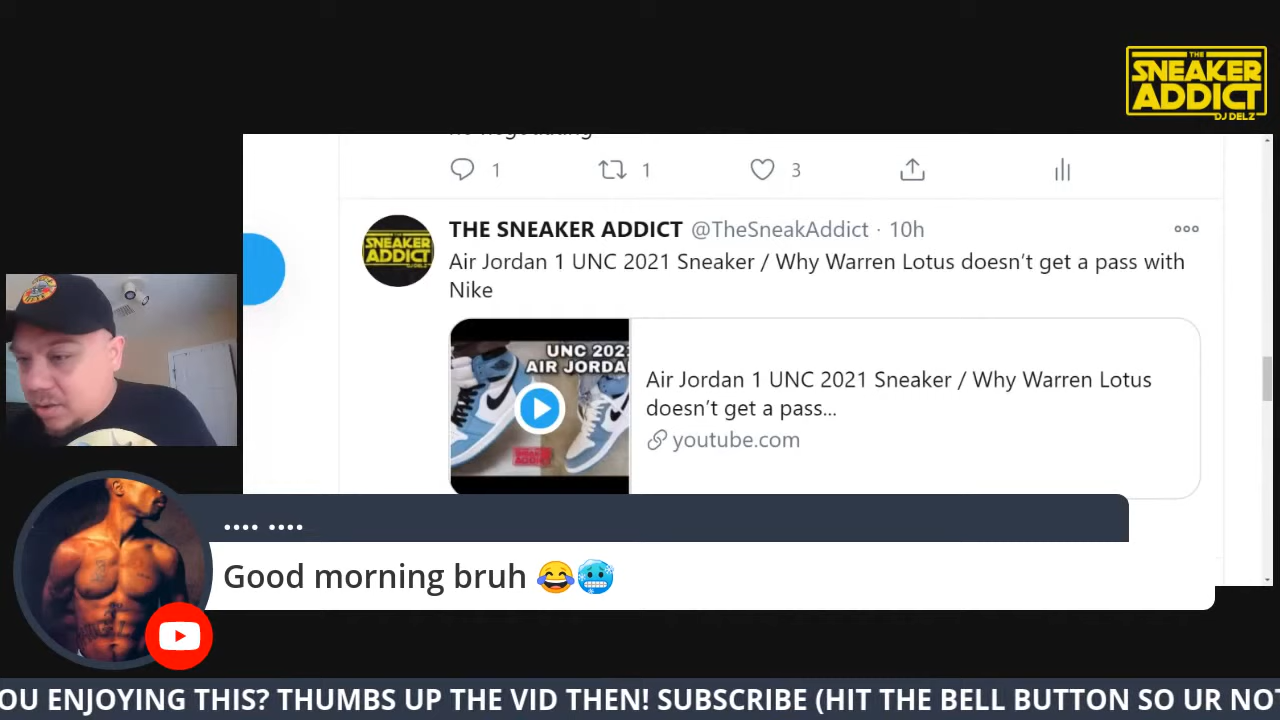 THE
SNEAKER
ADDICT
DJ DELZ
1
1
3
THE SNEAKER ADDICT @TheSneakAddict · 10h
Air Jordan 1 UNC 2021 Sneaker / Why Warren Lotus doesn't get a pass with
Nike
SNEAKER
ADDICT
UNC 202
AIR JORDA
Air Jordan 1 UNC 2021 Sneaker / Why Warren Lotus
doesn't get a pass...
youtube.com
.... ....
Good morning bruh 😂🥶
OU ENJOYING THIS? THUMBS UP THE VID THEN! SUBSCRIBE (HIT THE BELL BUTTON SO UR NOT